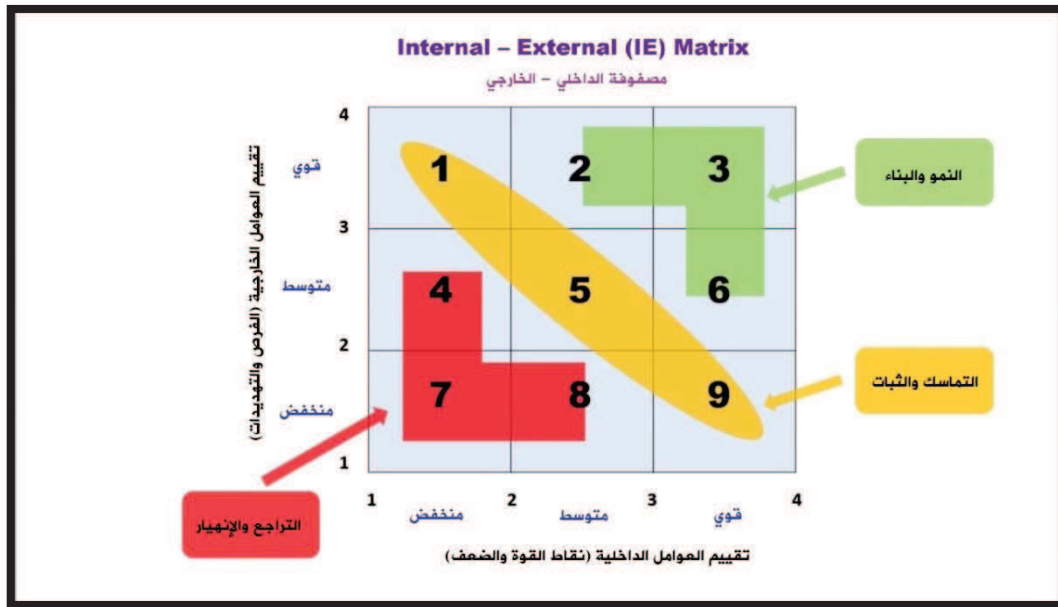 Internal – External (IE) Matrix
مصفوفة الداخلي – الخارجي
تقييم العوامل الخارجية (الفرص والتهديدات)
4
قوي
3
متوسط
2
منخفض
1
1 2 3
4 5 6
7 8 9
النمو والبناء
التماسك والثبات
التراجع والإنهيار
1 2 3 4
منخفض متوسط قوي
تقييم العوامل الداخلية (نقاط القوة والضعف)